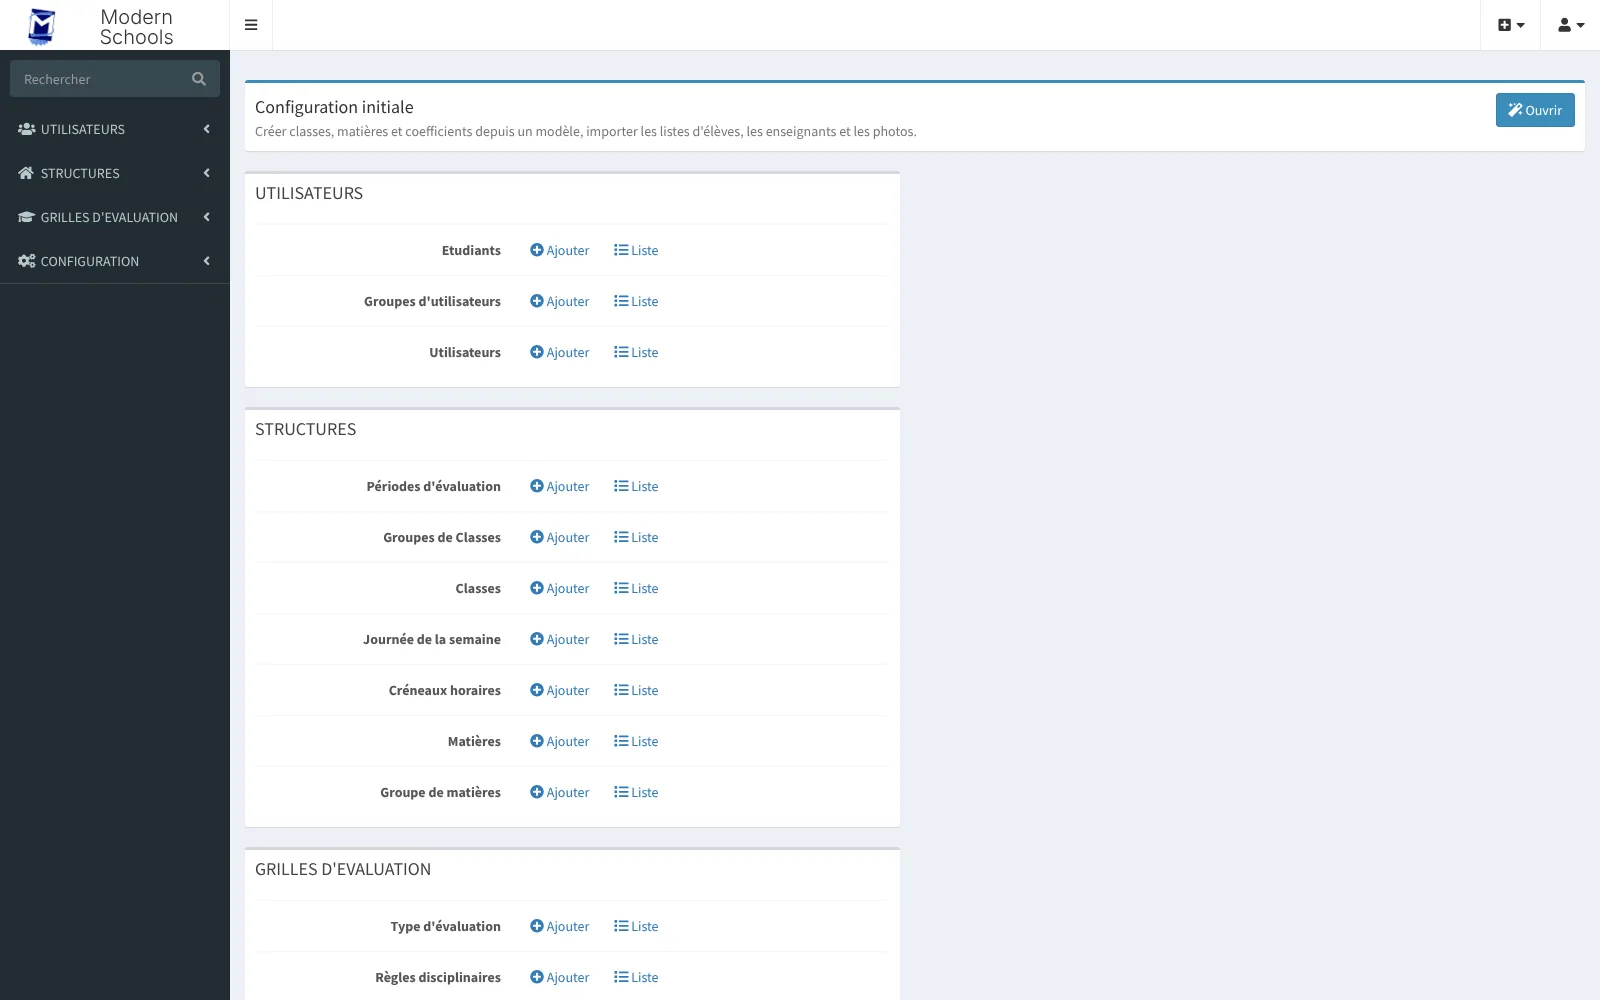 Modern
Schools
Rechercher
UTILISATEURS
STRUCTURES
GRILLES D'EVALUATION
CONFIGURATION
Configuration initiale
Créer classes, matières et coefficients depuis un modèle, importer les listes d'élèves, les enseignants et les photos.
Ouvrir
UTILISATEURS
Etudiants Ajouter Liste
Groupes d'utilisateurs Ajouter Liste
Utilisateurs Ajouter Liste
STRUCTURES
Périodes d'évaluation Ajouter Liste
Groupes de Classes Ajouter Liste
Classes Ajouter Liste
Journée de la semaine Ajouter Liste
Créneaux horaires Ajouter Liste
Matières Ajouter Liste
Groupe de matières Ajouter Liste
GRILLES D'EVALUATION
Type d'évaluation Ajouter Liste
Règles disciplinaires Ajouter Liste